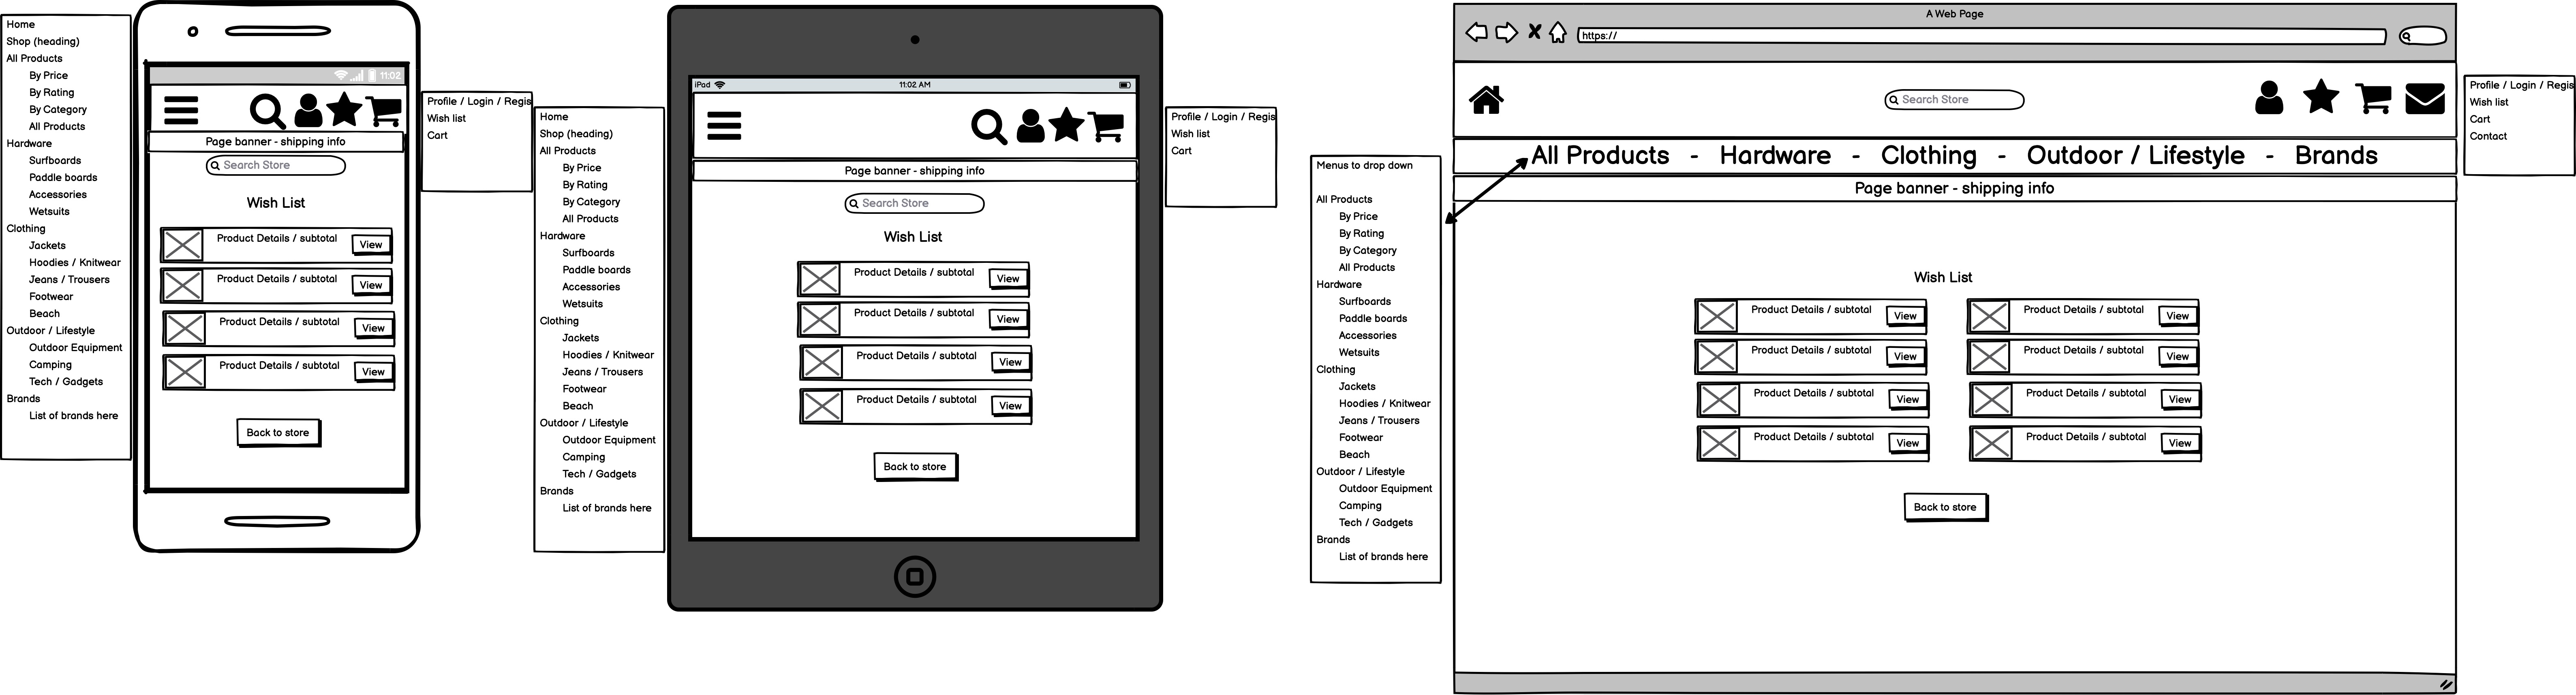 Home
Shop (heading)
All Products
By Price
By Rating
By Category
All Products
Hardware
Surfboards
Paddle boards
Accessories
Wetsuits
Clothing
Jackets
Hoodies / Knitwear
Jeans / Trousers
Footwear
Beach
Outdoor / Lifestyle
Outdoor Equipment
Camping
Tech / Gadgets
Brands
List of brands here
11:02
Page banner - shipping info
Search Store
Wish List
Product Details / subtotal View
Product Details / subtotal View
Product Details / subtotal View
Product Details / subtotal View
Back to store
Profile / Login / Regis
Wish list
Cart
Home
Shop (heading)
All Products
By Price
By Rating
By Category
All Products
Hardware
Surfboards
Paddle boards
Accessories
Wetsuits
Clothing
Jackets
Hoodies / Knitwear
Jeans / Trousers
Footwear
Beach
Outdoor / Lifestyle
Outdoor Equipment
Camping
Tech / Gadgets
Brands
List of brands here
iPad 11:02 AM
Page banner - shipping info
Search Store
Wish List
Product Details / subtotal View
Product Details / subtotal View
Product Details / subtotal View
Product Details / subtotal View
Back to store
Profile / Login / Regis
Wish list
Cart
Menus to drop down
All Products
By Price
By Rating
By Category
All Products
Hardware
Surfboards
Paddle boards
Accessories
Wetsuits
Clothing
Jackets
Hoodies / Knitwear
Jeans / Trousers
Footwear
Beach
Outdoor / Lifestyle
Outdoor Equipment
Camping
Tech / Gadgets
Brands
List of brands here
A Web Page
https://
Search Store
All Products - Hardware - Clothing - Outdoor / Lifestyle - Brands
Page banner - shipping info
Wish List
Product Details / subtotal View Product Details / subtotal View
Product Details / subtotal View Product Details / subtotal View
Product Details / subtotal View Product Details / subtotal View
Product Details / subtotal View Product Details / subtotal View
Back to store
Profile / Login / Regis
Wish list
Cart
Contact